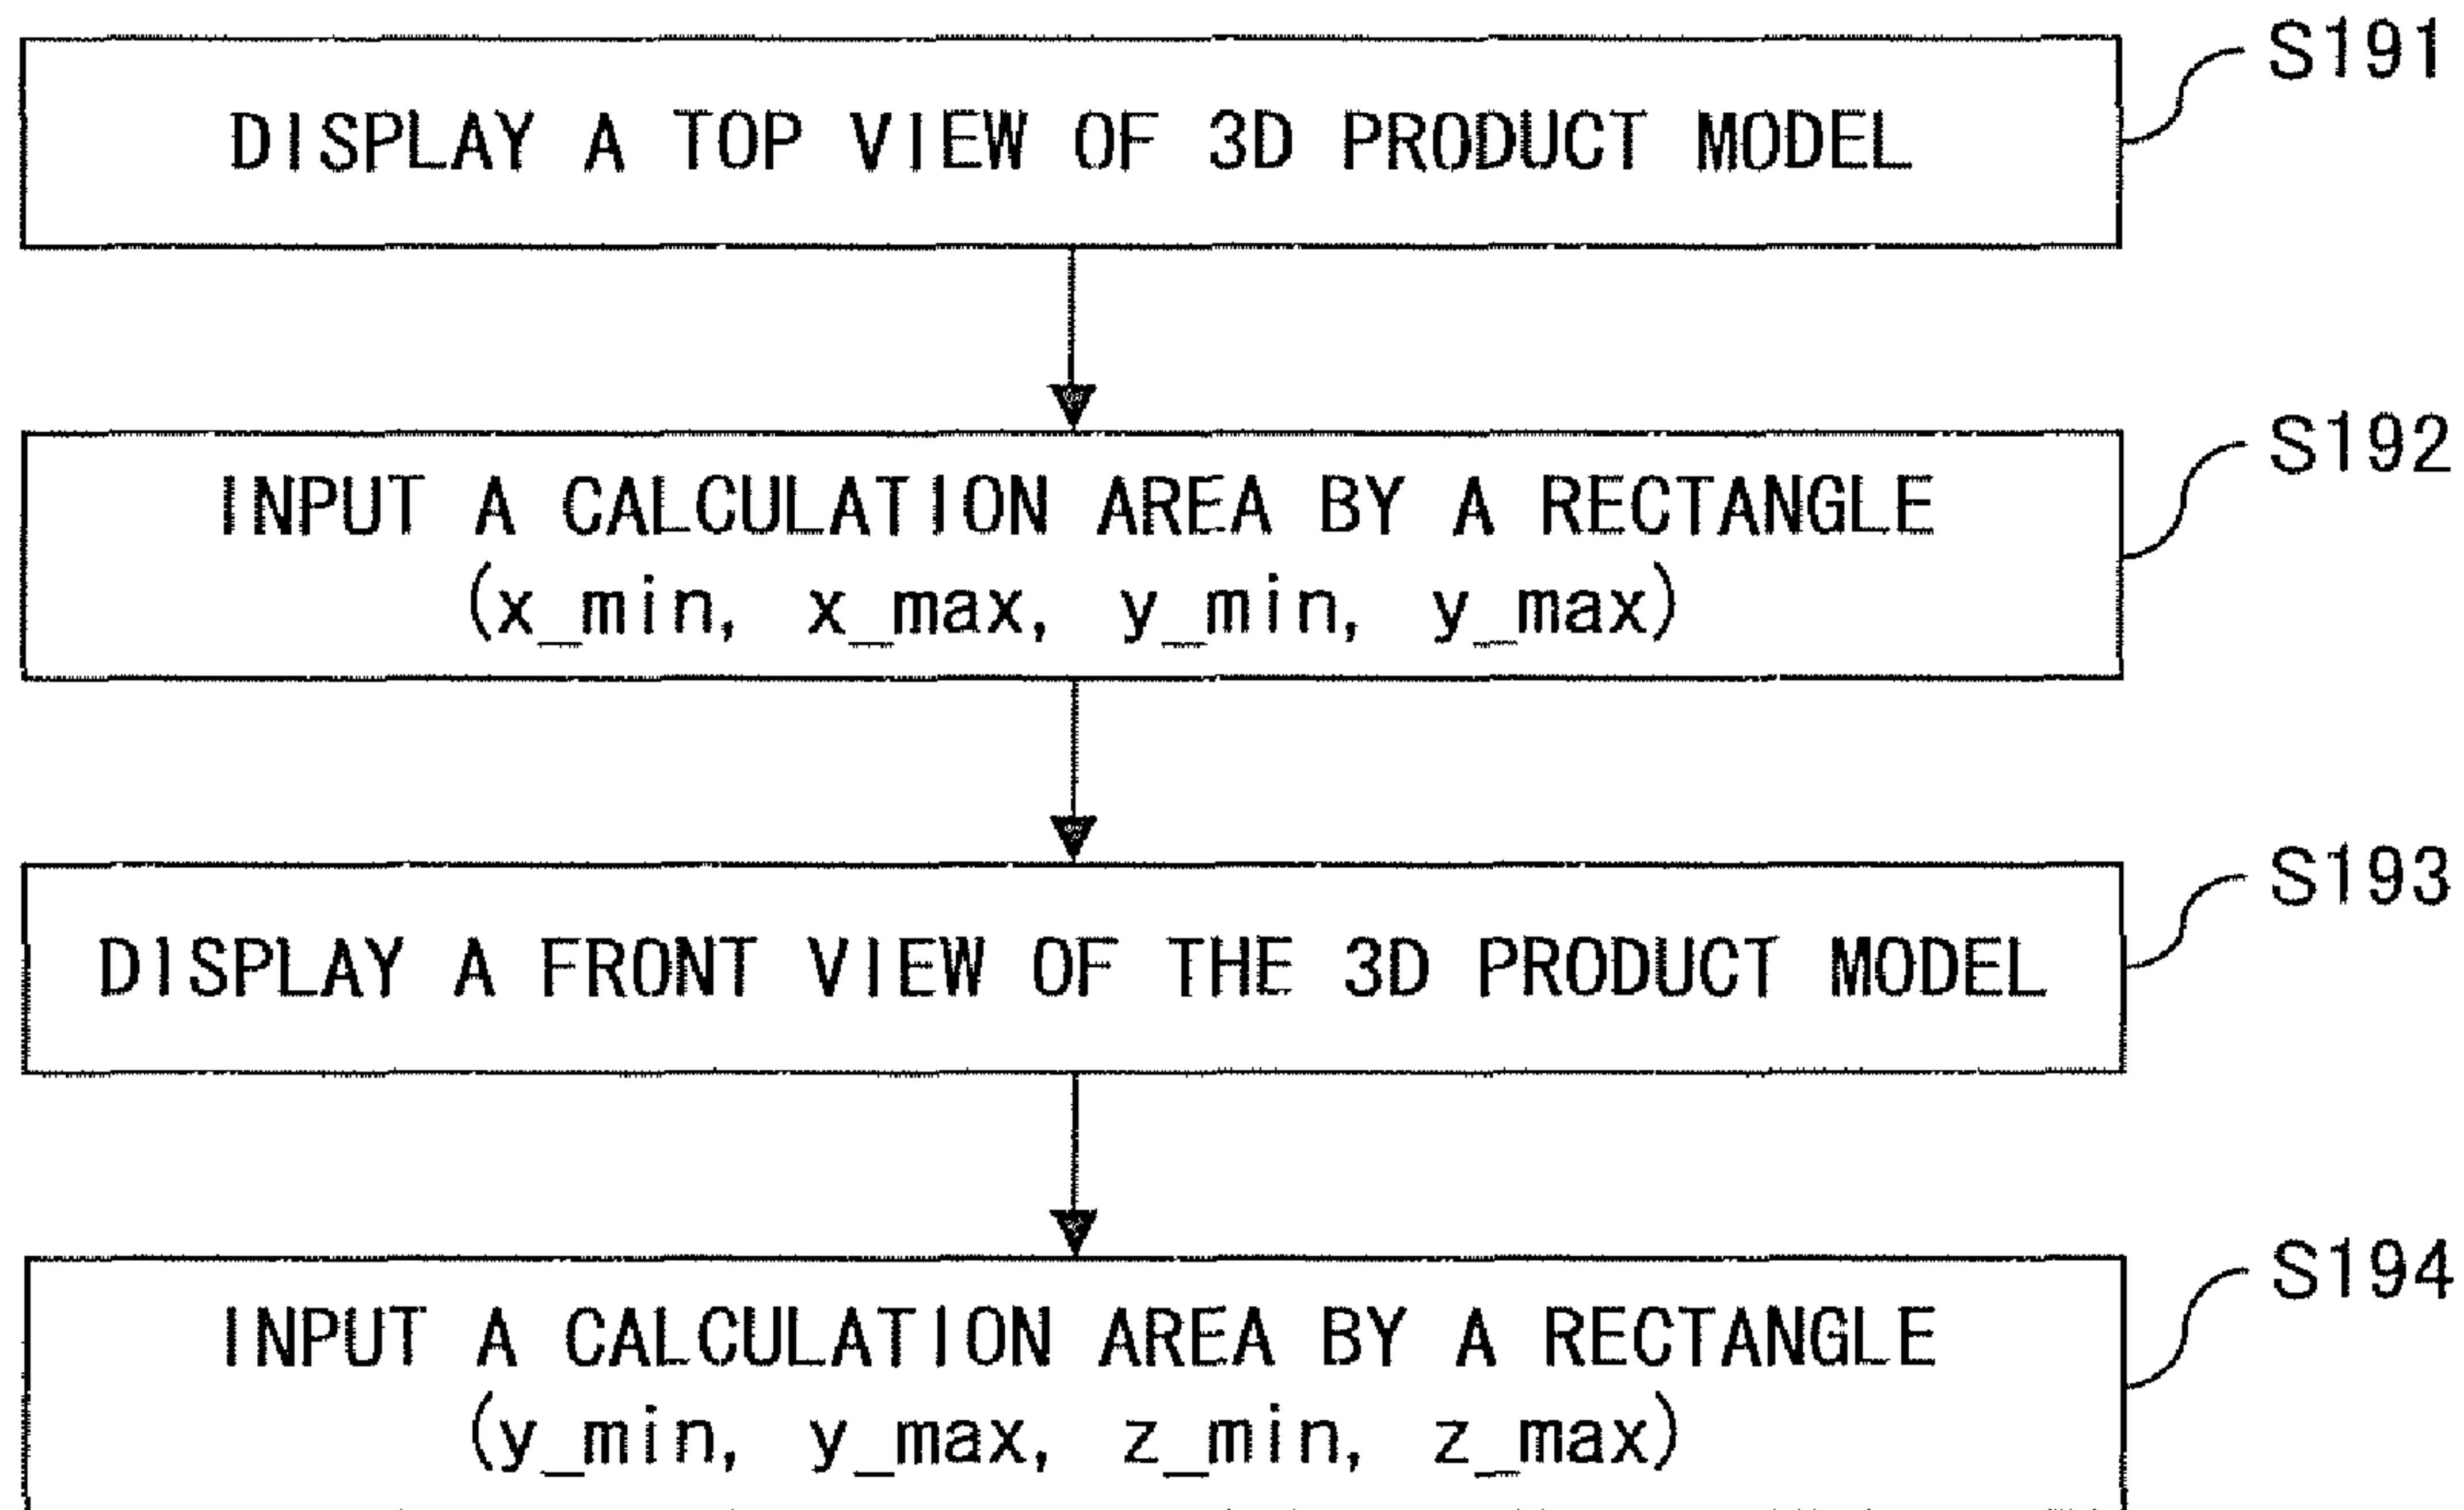 S191
DISPLAY A TOP VIEW OF 3D PRODUCT MODEL
S192
INPUT A CALCULATION AREA BY A RECTANGLE
(x_min, x_max, y_min, y_max)
S193
DISPLAY A FRONT VIEW OF THE 3D PRODUCT MODEL
S194
INPUT A CALCULATION AREA BY A RECTANGLE
(y_min, y_max, z_min, z_max)